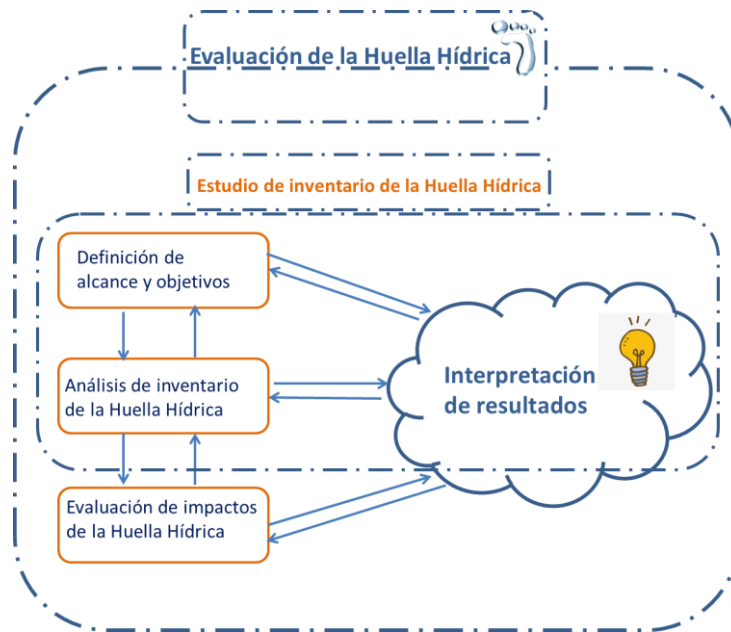 Evaluación de la Huella Hídrica
Estudio de inventario de la Huella Hídrica
Definición de
alcance y objetivos
Análisis de inventario
de la Huella Hídrica
Interpretación
de resultados
Evaluación de impactos
de la Huella Hídrica